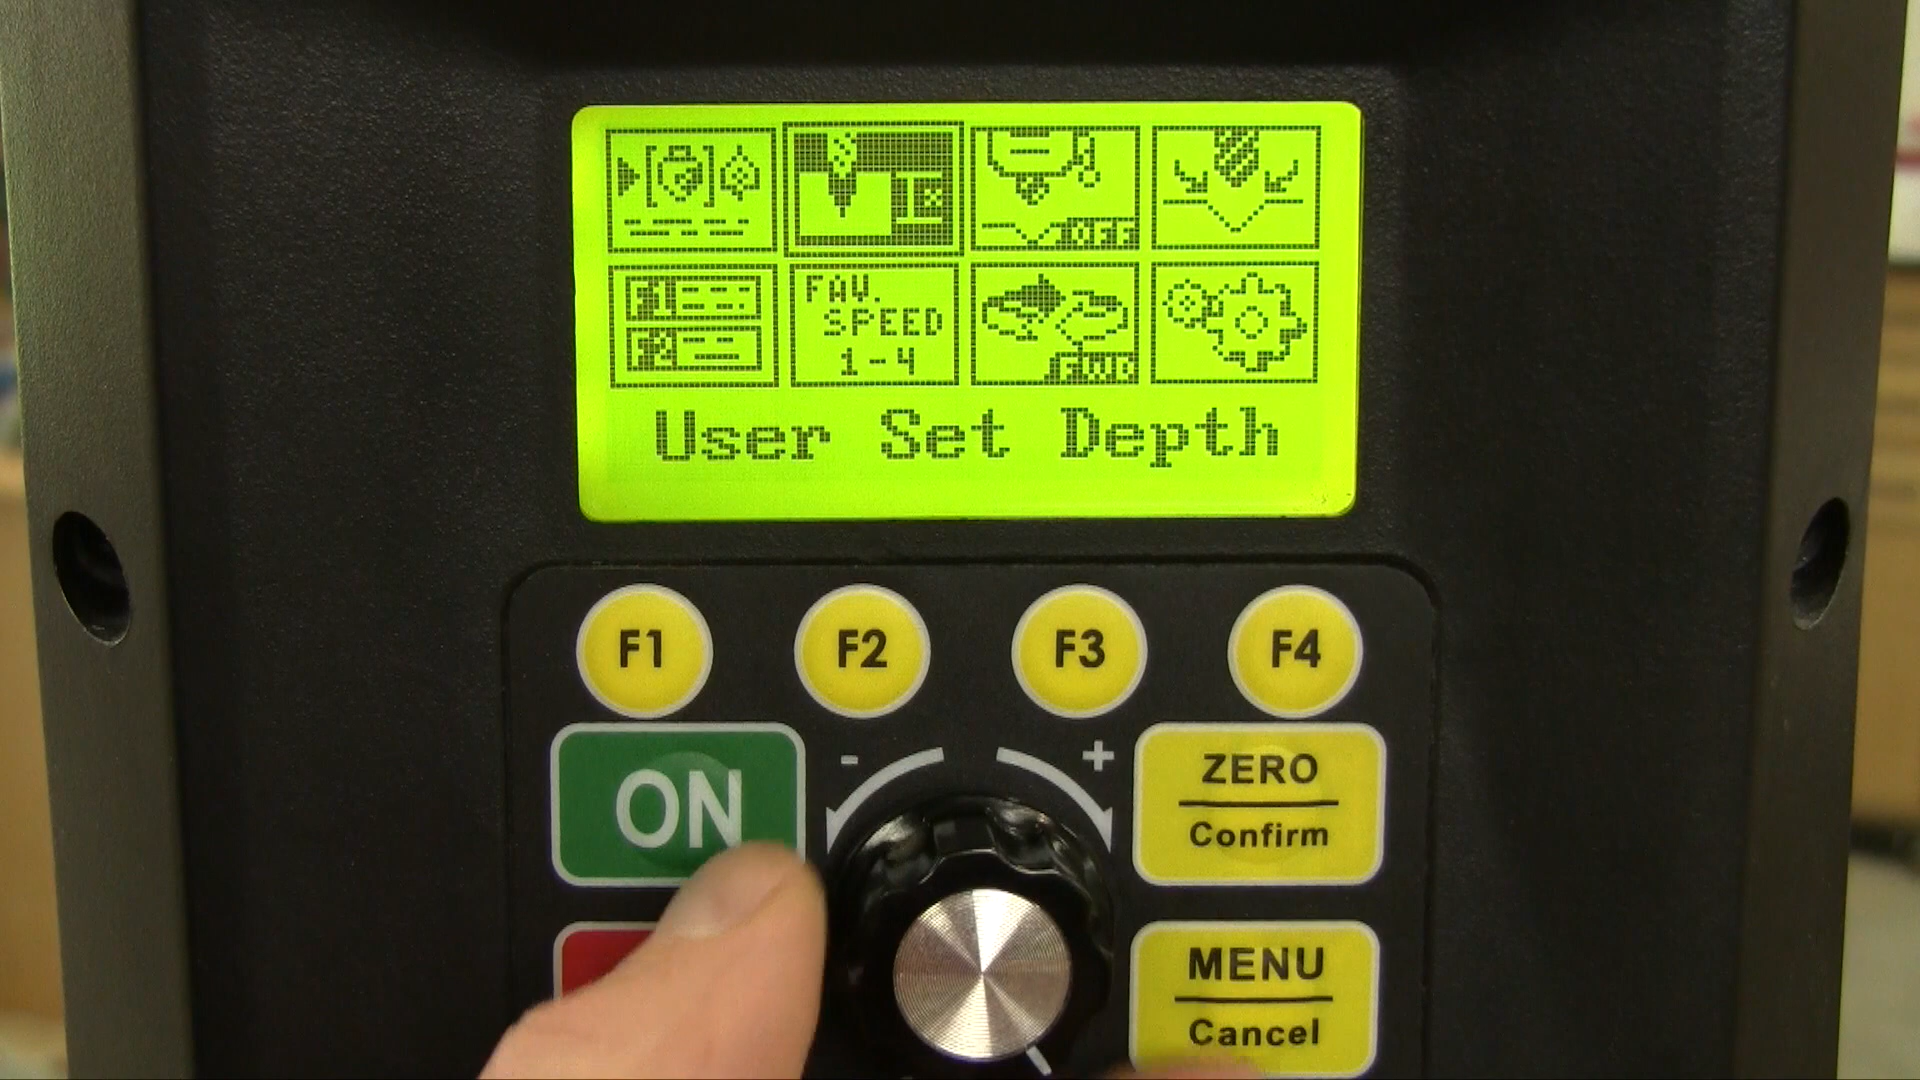 OFF
F1
F2
FAV.
SPEED
1-4
FWD
User Set Depth
F1 F2 F3 F4
ON
- +
ZERO
Confirm
MENU
Cancel